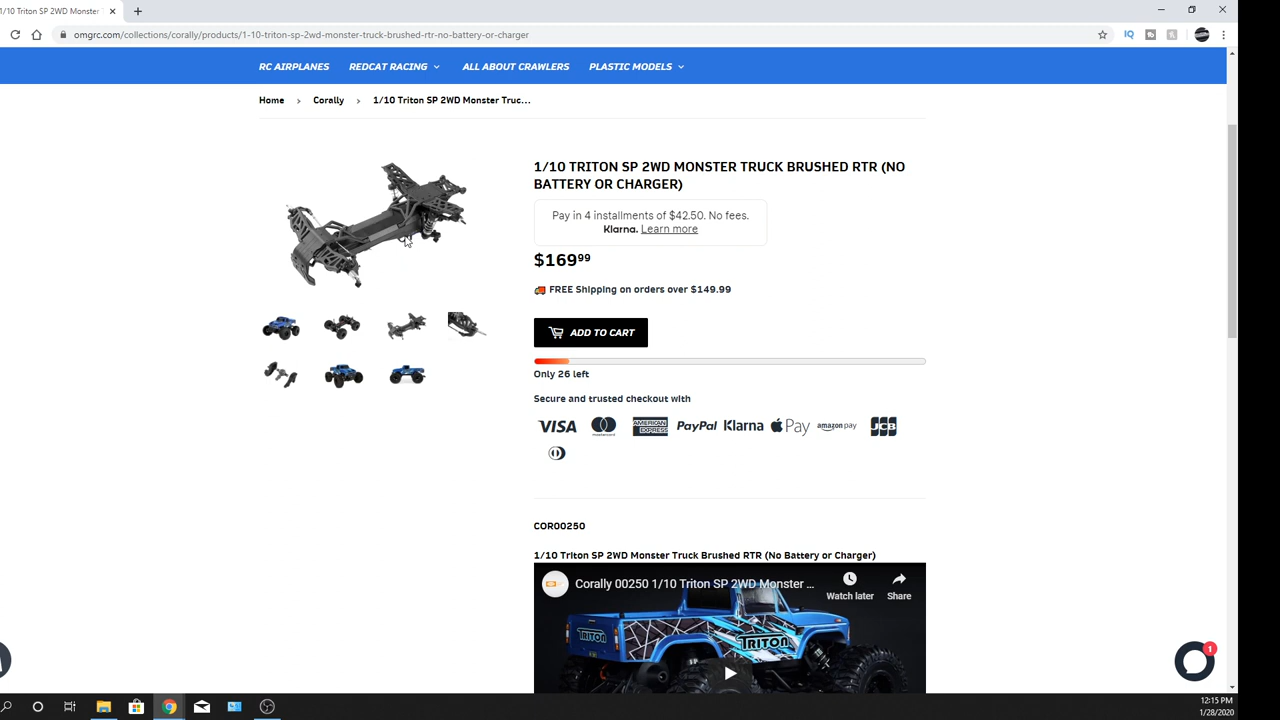 1/10 Triton SP 2WD Monster
omgrc.com/collections/corally/products/1-10-triton-sp-2wd-monster-truck-brushed-rtr-no-battery-or-charger
IQ
RC AIRPLANES REDCAT RACING ALL ABOUT CRAWLERS PLASTIC MODELS
Home › Corally › 1/10 Triton SP 2WD Monster Truc...
1/10 TRITON SP 2WD MONSTER TRUCK BRUSHED RTR (NO
BATTERY OR CHARGER)
Pay in 4 installments of $42.50. No fees.
Klarna. Learn more
$169⁹⁹
FREE Shipping on orders over $149.99
ADD TO CART
Only 26 left
Secure and trusted checkout with
VISA mastercard AMERICAN EXPRESS PayPal Klarna Pay amazon pay JCB
COR00250
1/10 Triton SP 2WD Monster Truck Brushed RTR (No Battery or Charger)
Corally 00250 1/10 Triton SP 2WD Monster ...
Watch later
Share
TRITON
TRITON
1
12:15 PM
1/28/2020